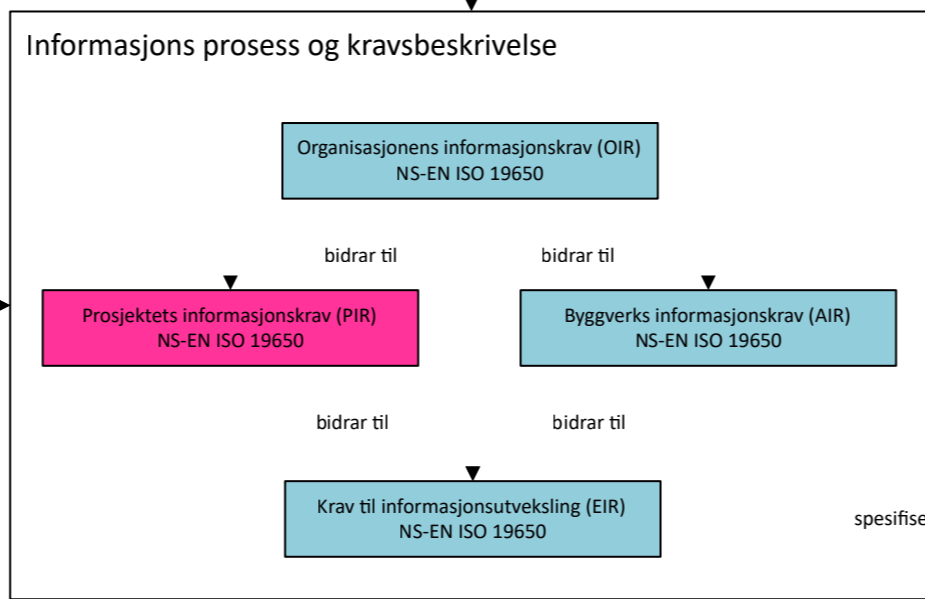 Informasjons prosess og kravsbeskrivelse
Organisasjonens informasjonskrav (OIR)
NS-EN ISO 19650
bidrar til
bidrar til
Prosjektets informasjonskrav (PIR)
NS-EN ISO 19650
Byggverks informasjonskrav (AIR)
NS-EN ISO 19650
bidrar til
bidrar til
Krav til informasjonsutveksling (EIR)
NS-EN ISO 19650
spesifise